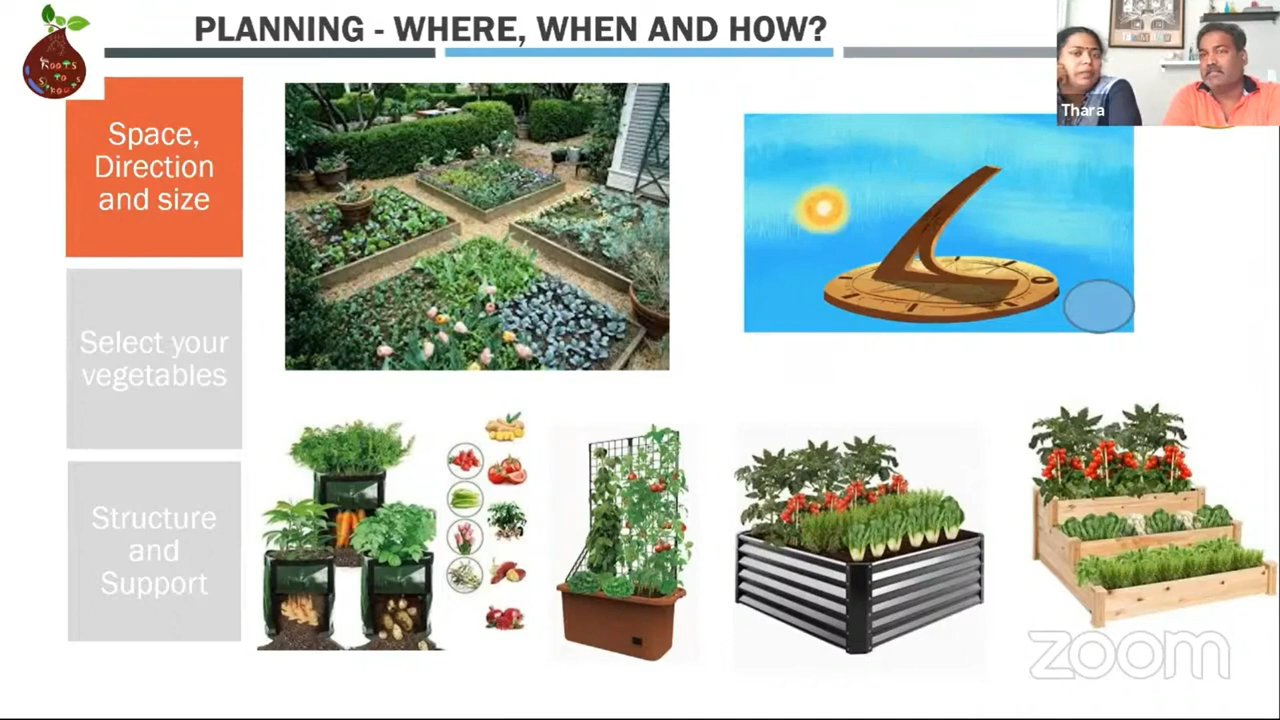 PLANNING - WHERE, WHEN AND HOW?
Roots
To
Thara
Space,
Direction
and size
Select your
vegetables
Structure
and
Support
zoom